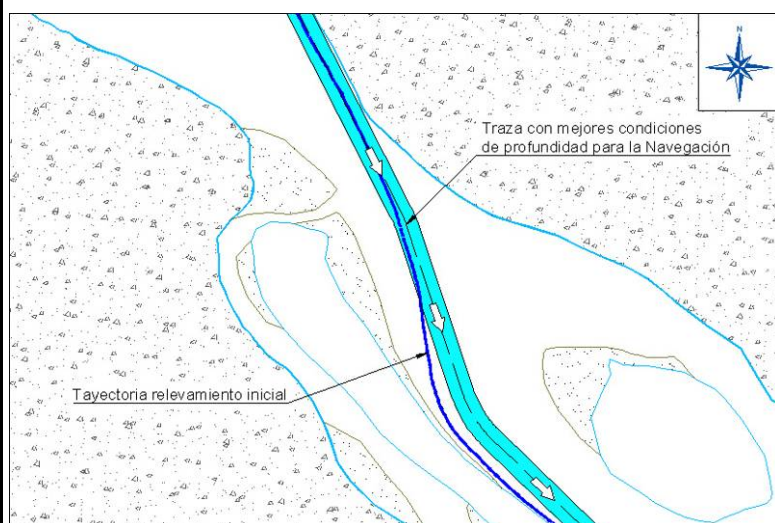 N
Traza con mejores condiciones
de profundidad para la Navegación
Tayectoria relevamiento inicial